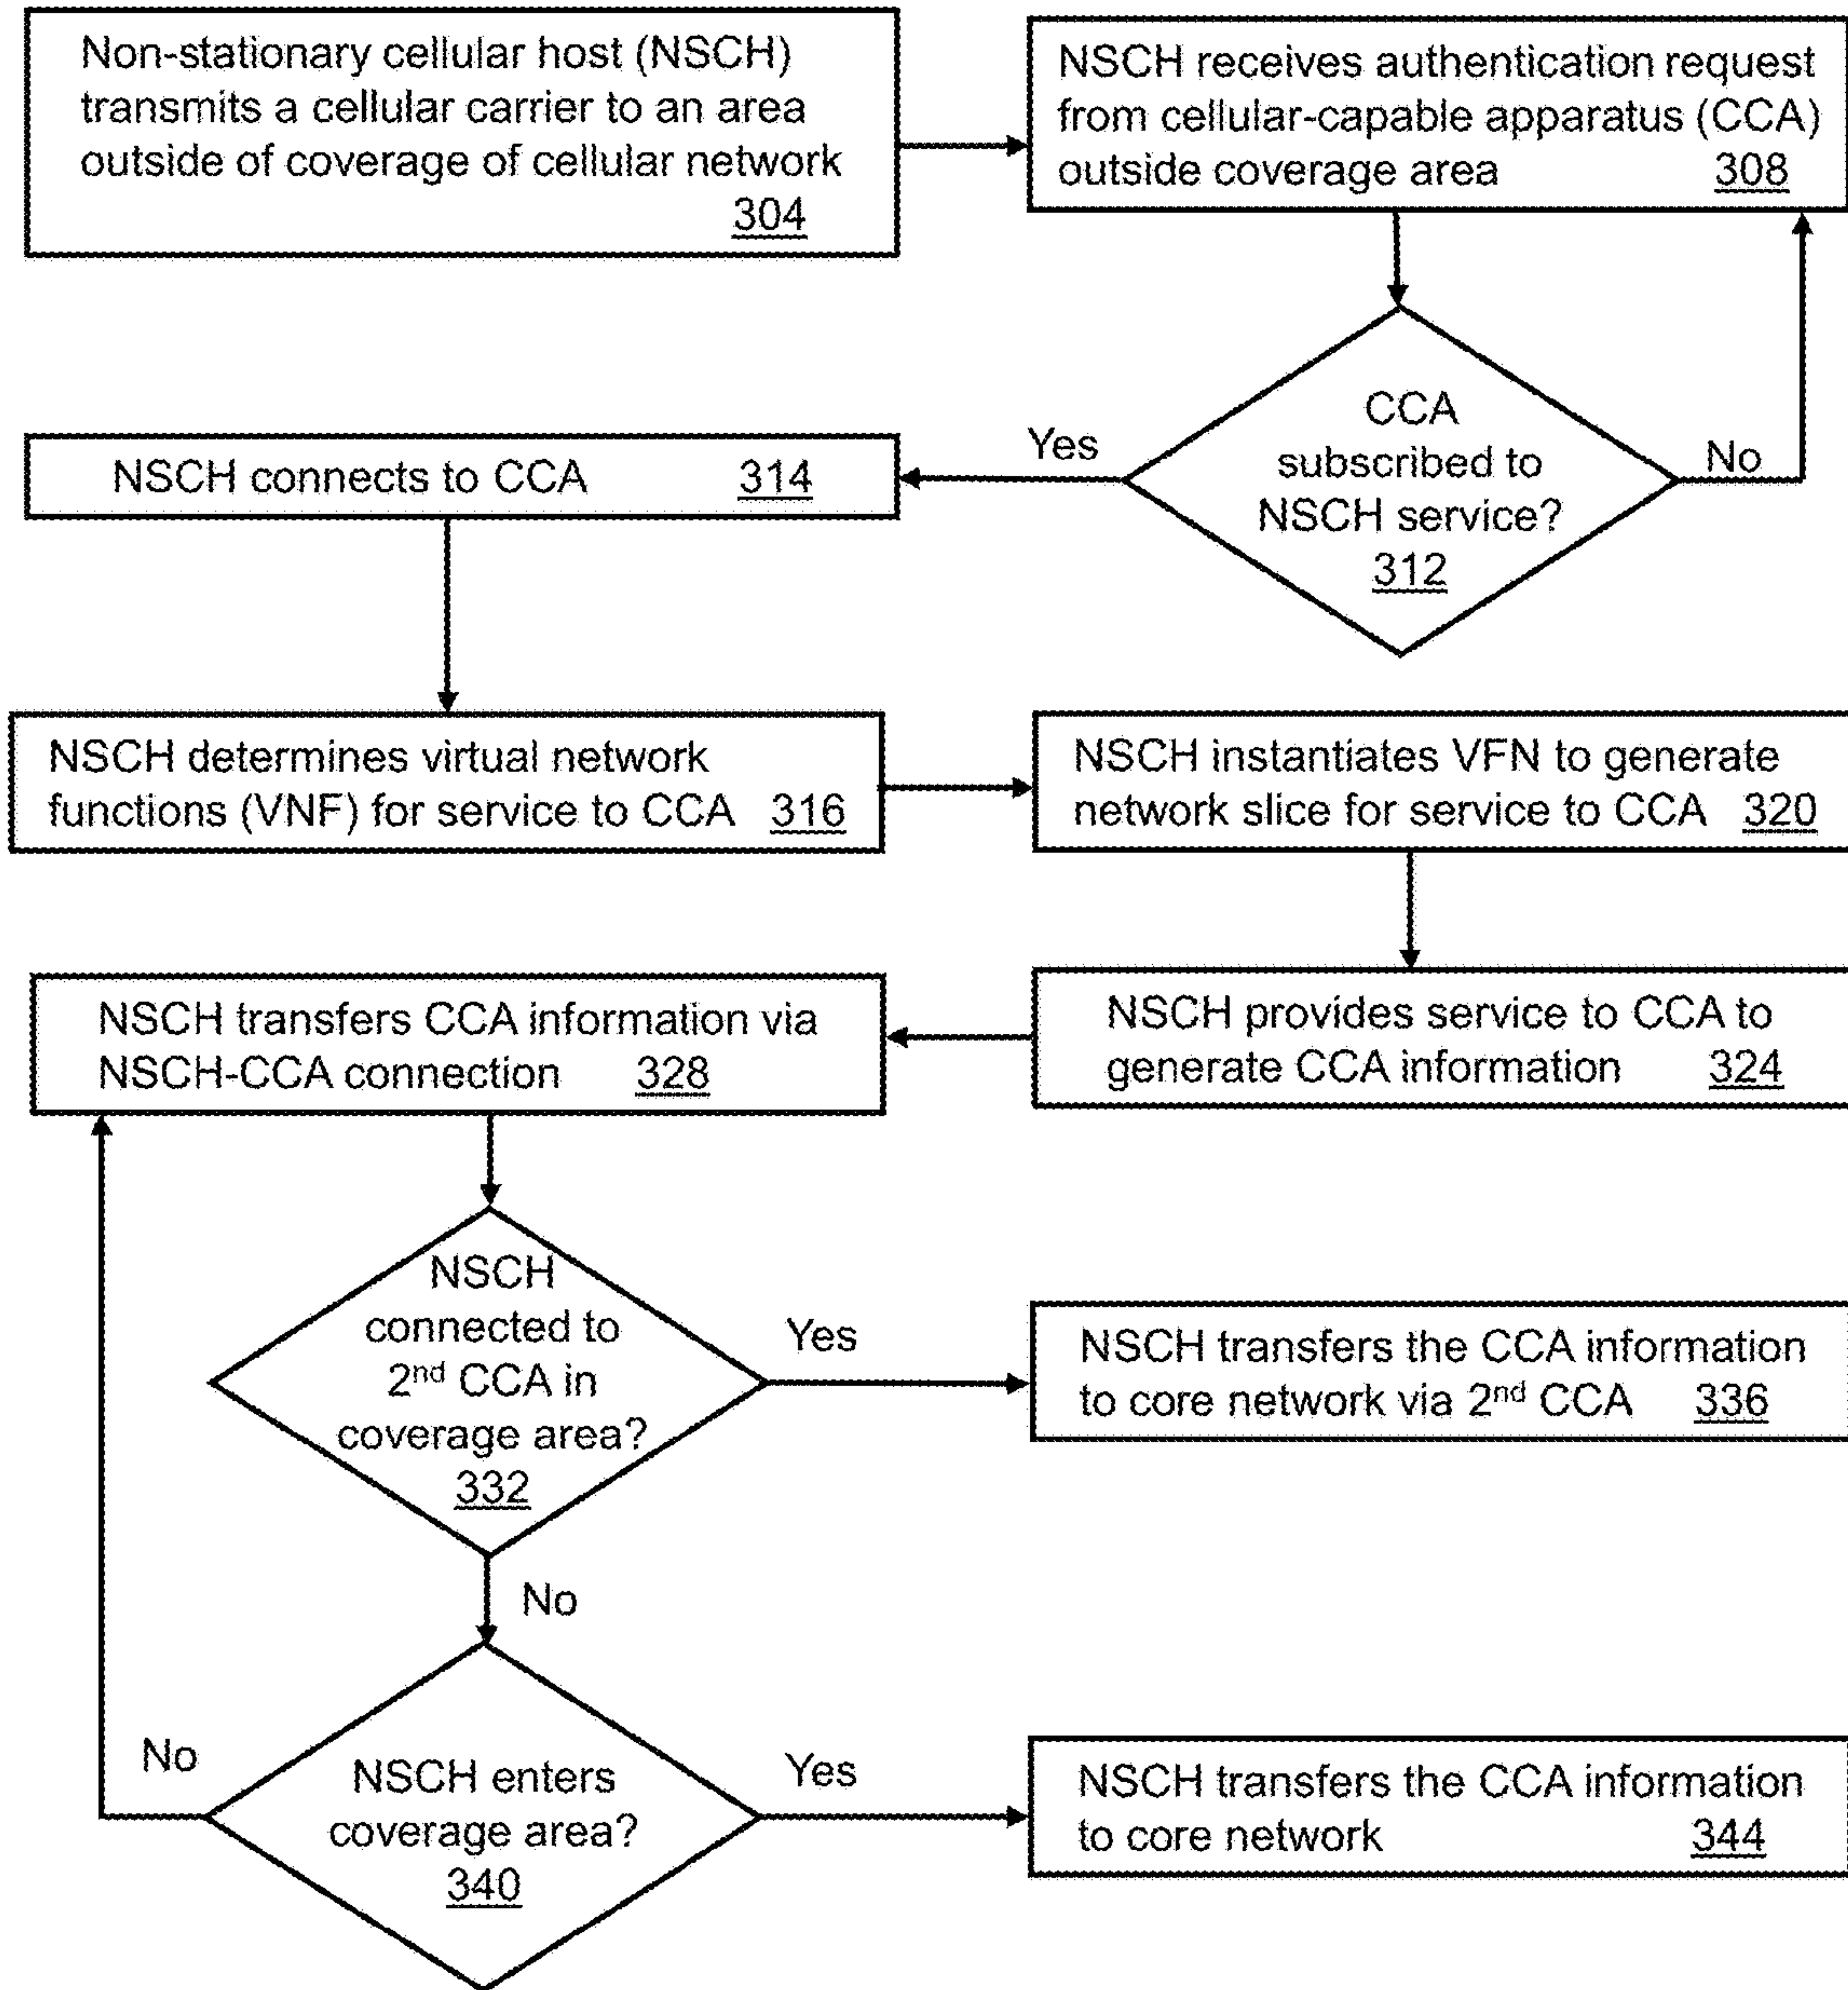 Non-stationary cellular host (NSCH)
transmits a cellular carrier to an area
outside of coverage of cellular network
304
NSCH receives authentication request
from cellular-capable apparatus (CCA)
outside coverage area 308
CCA
subscribed to
NSCH service?
312
Yes
No
NSCH connects to CCA 314
NSCH determines virtual network
functions (VNF) for service to CCA 316
NSCH instantiates VFN to generate
network slice for service to CCA 320
NSCH provides service to CCA to
generate CCA information 324
NSCH transfers CCA information via
NSCH-CCA connection 328
NSCH
connected to
2nd CCA in
coverage area?
332
Yes
NSCH transfers the CCA information
to core network via 2nd CCA 336
No
NSCH enters
coverage area?
340
No
Yes
NSCH transfers the CCA information
to core network 344